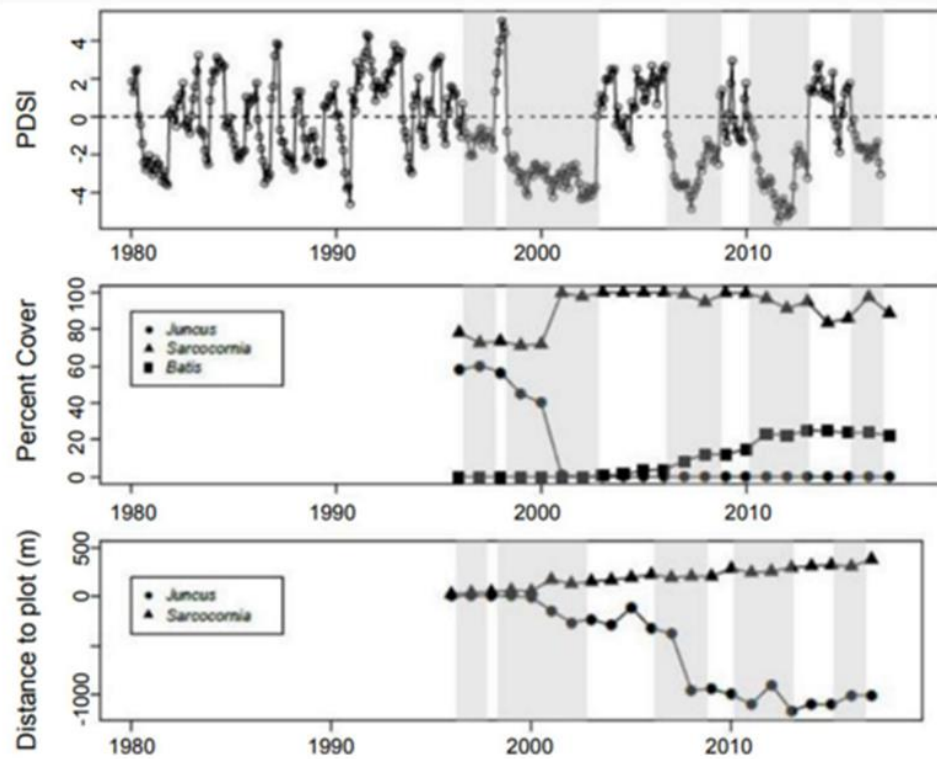 PDSI
4
2
0
-2
-4
1980 1990 2000 2010
Percent Cover
100
80
60
40
20
0
Juncus
Sarcocornia
Batis
1980 1990 2000 2010
Distance to plot (m)
500
0
-1000
Juncus
Sarcocornia
1980 1990 2000 2010